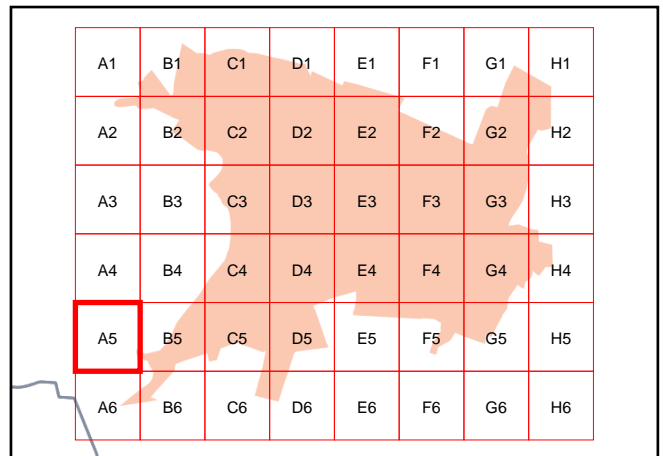 A1 B1 C1 D1 E1 F1 G1 H1
A2 B2 C2 D2 E2 F2 G2 H2
A3 B3 C3 D3 E3 F3 G3 H3
A4 B4 C4 D4 E4 F4 G4 H4
A5 B5 C5 D5 E5 F5 G5 H5
A6 B6 C6 D6 E6 F6 G6 H6